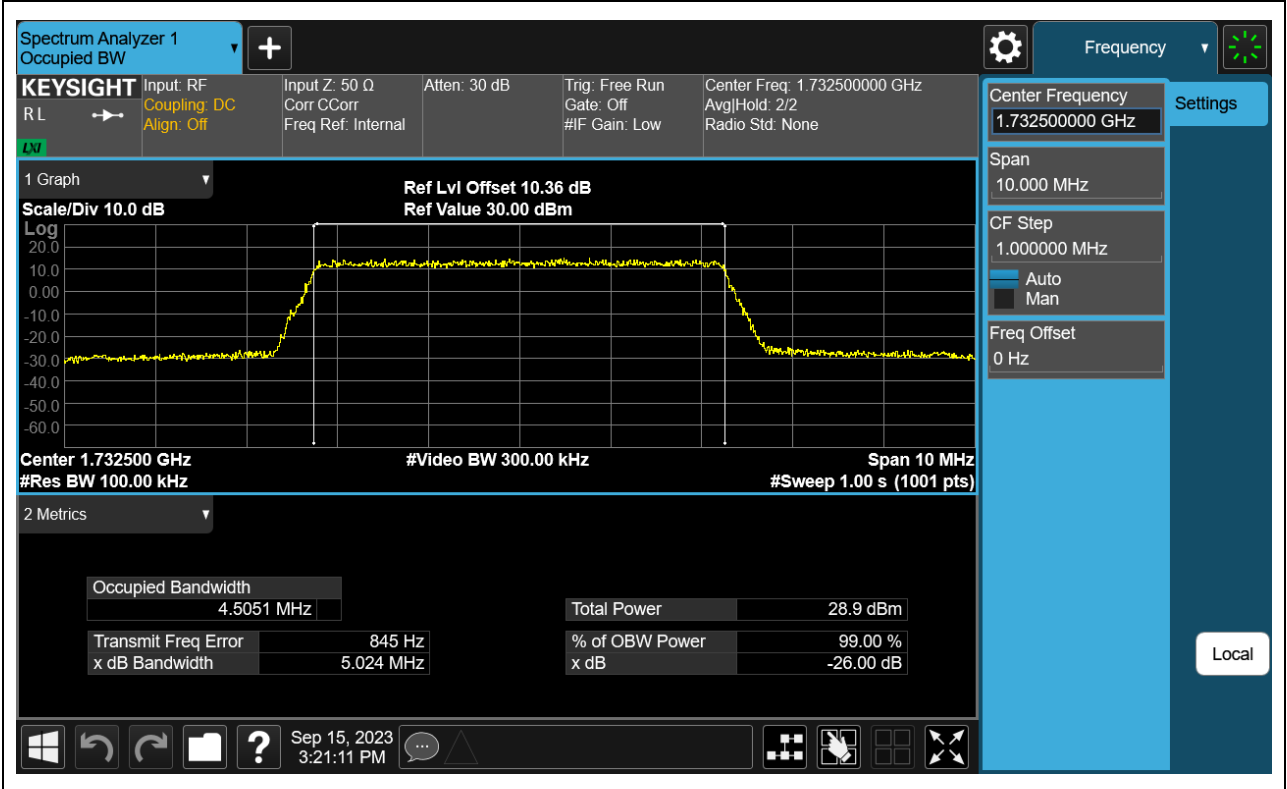 Spectrum Analyzer 1
Occupied BW
+
Frequency
KEYSIGHT
R L
LXI
Input: RF
Coupling: DC
Align: Off
Input Z: 50 Ω
Corr CCorr
Freq Ref: Internal
Atten: 30 dB
Trig: Free Run
Gate: Off
#IF Gain: Low
Center Freq: 1.732500000 GHz
Avg|Hold: 2/2
Radio Std: None
Center Frequency
1.732500000 GHz
Settings
Span
10.000 MHz
CF Step
1.000000 MHz
Auto
Man
Freq Offset
0 Hz
Local
1 Graph
Scale/Div 10.0 dB
Ref Lvl Offset 10.36 dB
Ref Value 30.00 dBm
Log
20.0
10.0
0.00
-10.0
-20.0
-30.0
-40.0
-50.0
-60.0
Center 1.732500 GHz
#Video BW 300.00 kHz
Span 10 MHz
#Res BW 100.00 kHz
#Sweep 1.00 s (1001 pts)
2 Metrics
Occupied Bandwidth
4.5051 MHz
Total Power 28.9 dBm
Transmit Freq Error 845 Hz
% of OBW Power 99.00 %
x dB Bandwidth 5.024 MHz
x dB -26.00 dB
?
Sep 15, 2023
3:21:11 PM